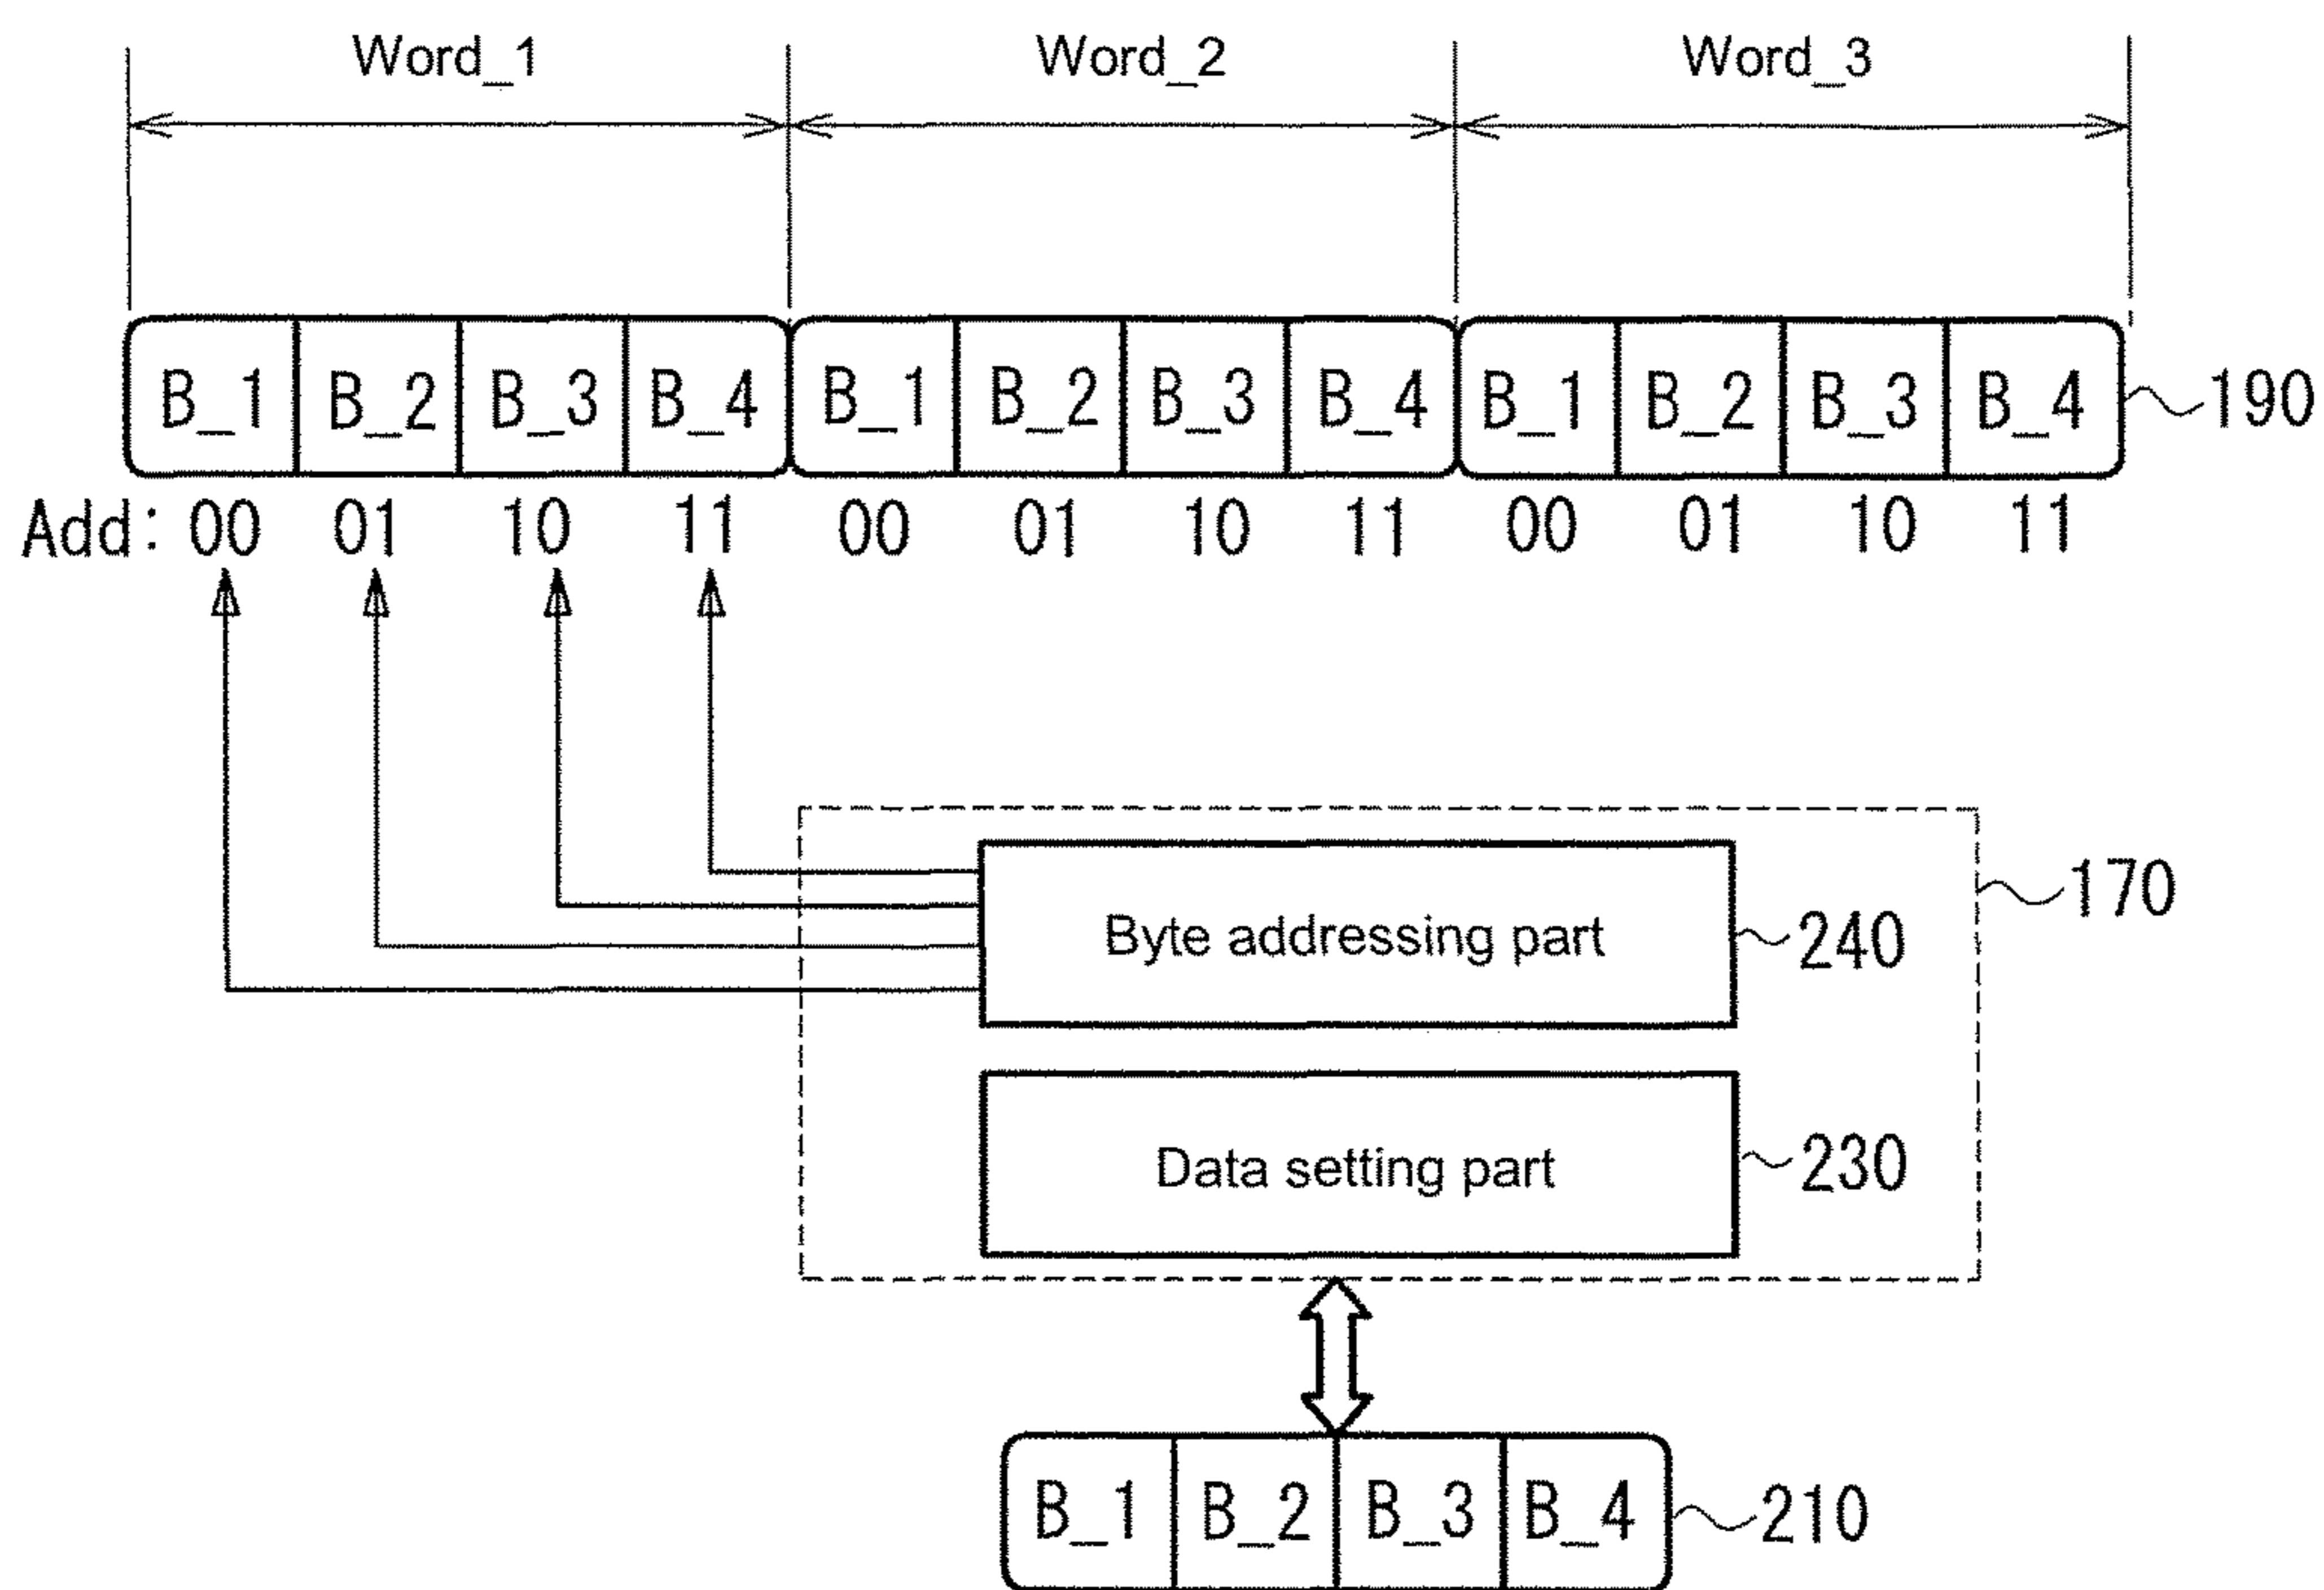 Word_1 Word_2 Word_3
B_1 B_2 B_3 B_4 B_1 B_2 B_3 B_4 B_1 B_2 B_3 B_4 190
Add: 00 01 10 11 00 01 10 11 00 01 10 11
170
Byte addressing part 240
Data setting part 230
B_1 B_2 B_3 B_4 210